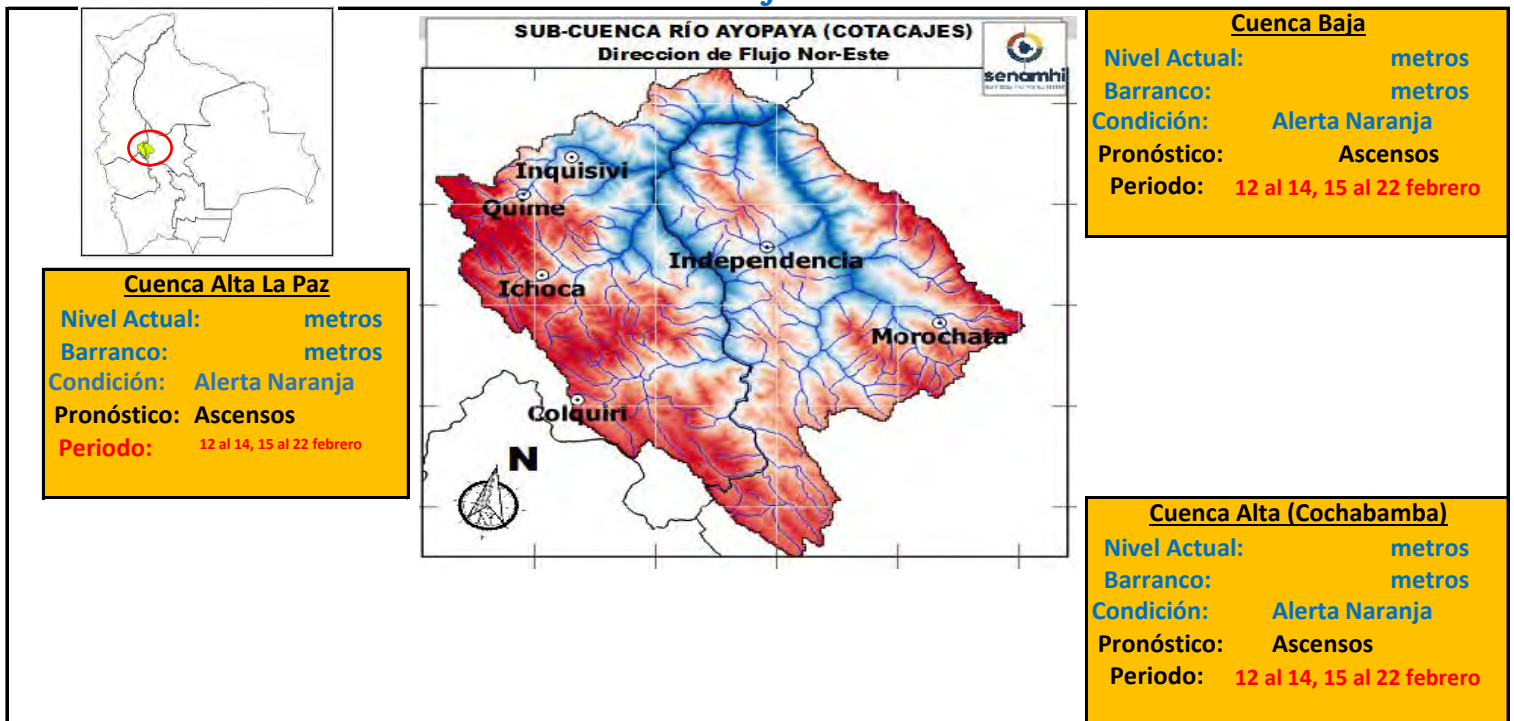 SUB-CUENCA RÍO AYOPAYA (COTACAJES)
Direccion de Flujo Nor-Este
senamhi
Inquisivi
Quime
Independencia
Ichoca
Morochata
Colquiri
N
Cuenca Alta La Paz
Nivel Actual: metros
Barranco: metros
Condición: Alerta Naranja
Pronóstico: Ascensos
Periodo: 12 al 14, 15 al 22 febrero
Cuenca Baja
Nivel Actual: metros
Barranco: metros
Condición: Alerta Naranja
Pronóstico: Ascensos
Periodo: 12 al 14, 15 al 22 febrero
Cuenca Alta (Cochabamba)
Nivel Actual: metros
Barranco: metros
Condición: Alerta Naranja
Pronóstico: Ascensos
Periodo: 12 al 14, 15 al 22 febrero